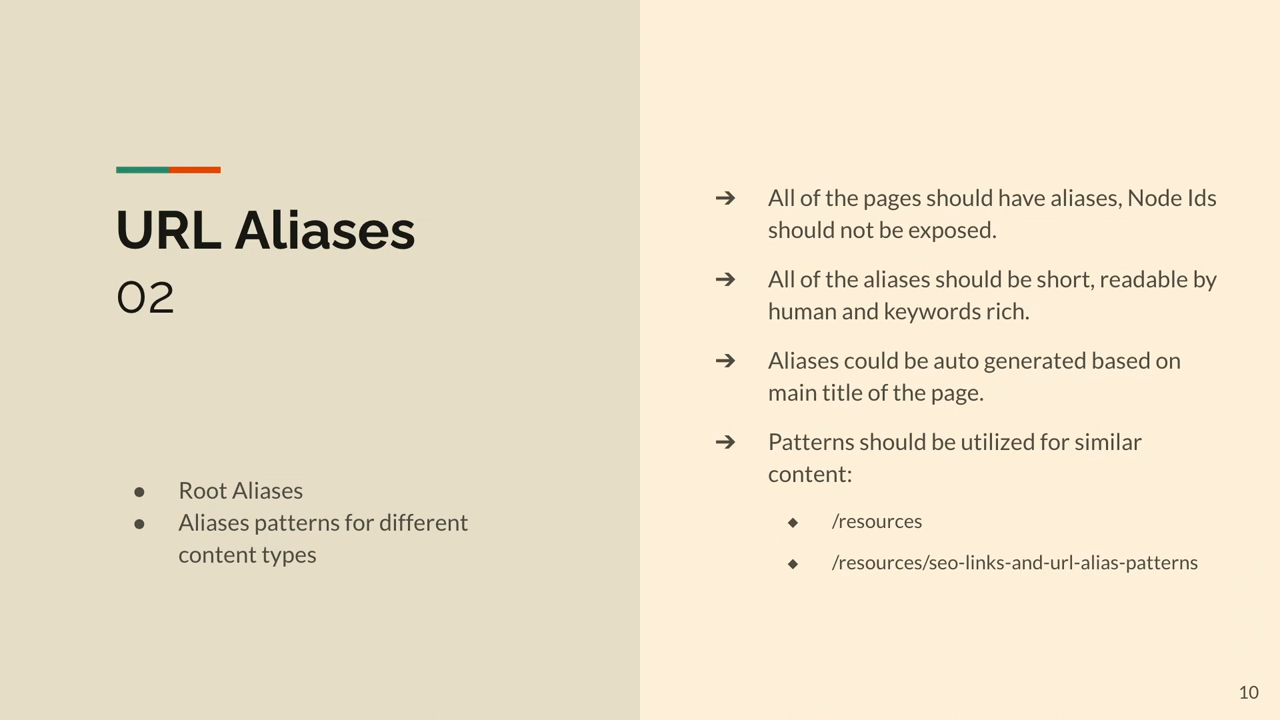 URL Aliases
02
● Root Aliases
● Aliases patterns for different
content types
➔ All of the pages should have aliases, Node Ids
should not be exposed.
➔ All of the aliases should be short, readable by
human and keywords rich.
➔ Aliases could be auto generated based on
main title of the page.
➔ Patterns should be utilized for similar
content:
◆ /resources
◆ /resources/seo-links-and-url-alias-patterns
10